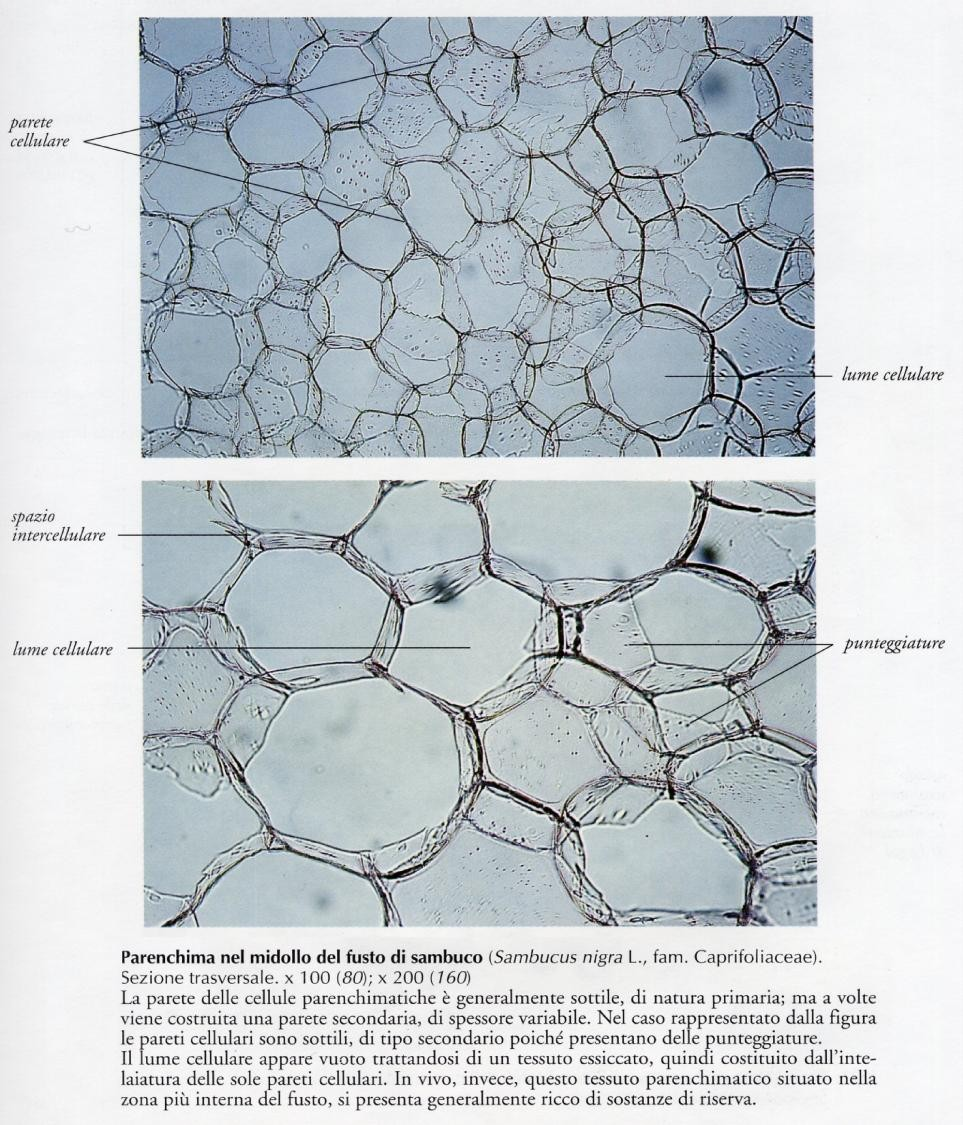 parete
cellulare
lume cellulare
spazio
intercellulare
lume cellulare
punteggiature
Parenchima nel midollo del fusto di sambuco (Sambucus nigra L., fam. Caprifoliaceae).
Sezione trasversale. x 100 (80); x 200 (160)
La parete delle cellule parenchimatiche è generalmente sottile, di natura primaria; ma a volte
viene costruita una parete secondaria, di spessore variabile. Nel caso rappresentato dalla figura
le pareti cellulari sono sottili, di tipo secondario poiché presentano delle punteggiature.
Il lume cellulare appare vuoto trattandosi di un tessuto essiccato, quindi costituito dall'inte-
laiatura delle sole pareti cellulari. In vivo, invece, questo tessuto parenchimatico situato nella
zona più interna del fusto, si presenta generalmente ricco di sostanze di riserva.